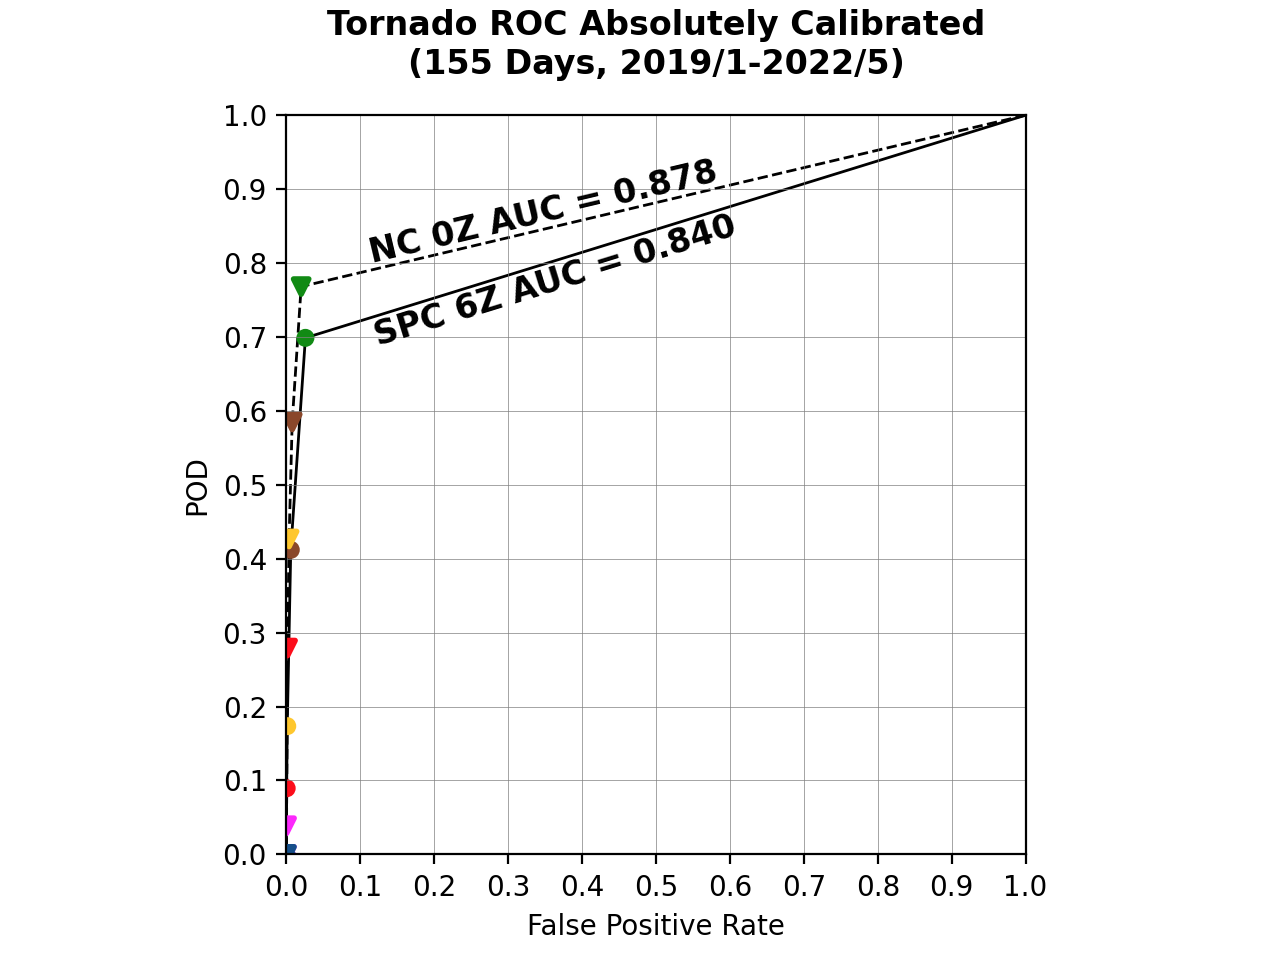 Tornado ROC Absolutely Calibrated
(155 Days, 2019/1-2022/5)
1.0
0.9
0.8
0.7
0.6
0.5
0.4
0.3
0.2
0.1
0.0
POD
NC 0Z AUC = 0.878
SPC 6Z AUC = 0.840
0.0 0.1 0.2 0.3 0.4 0.5 0.6 0.7 0.8 0.9 1.0
False Positive Rate